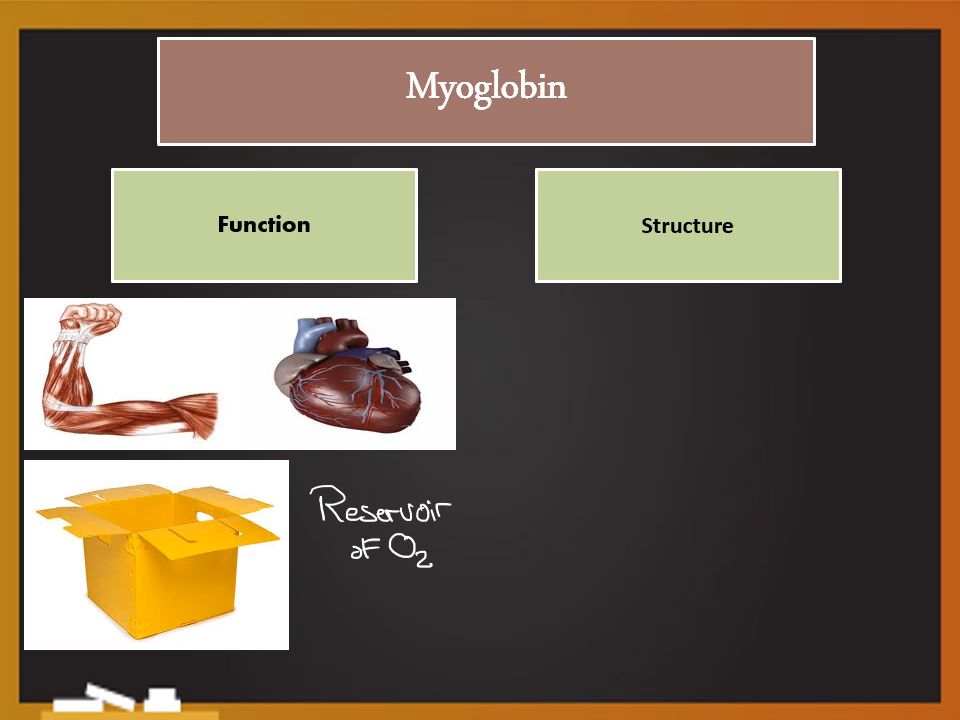 Myoglobin
Function
Structure
Reservoir
of O2